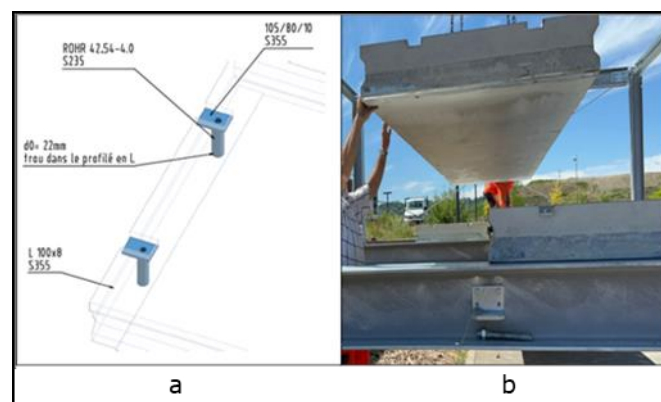 ROHR 42.54-4.0
S235
105/80/10
S355
d0= 22mm
trou dans le profilé en L
L 100x8
S355
a
b